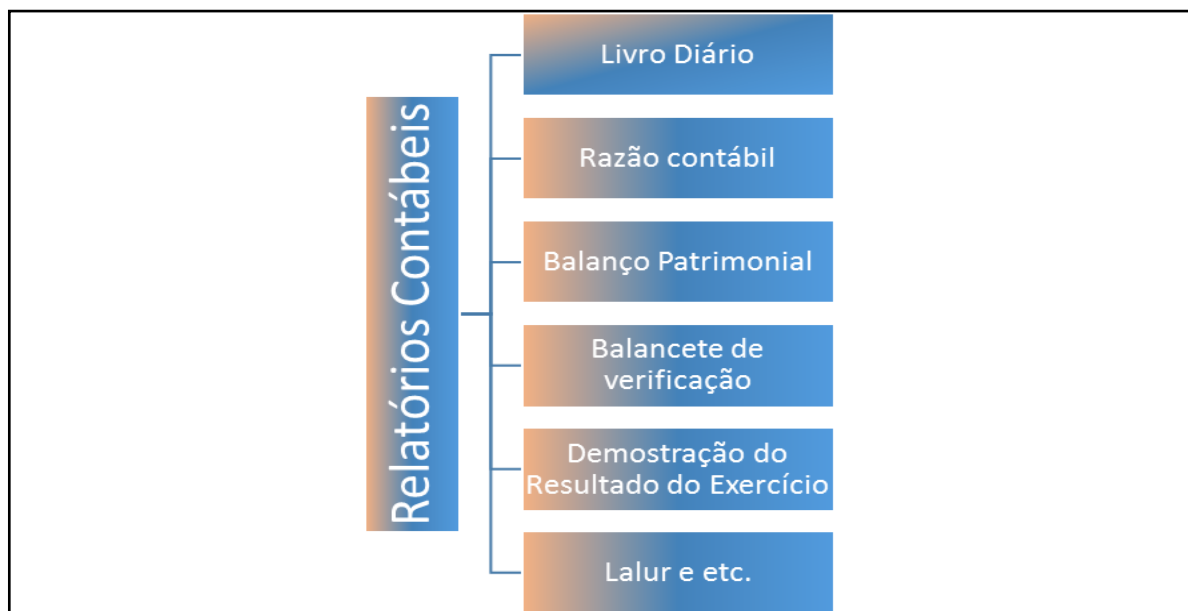 Relatórios Contábeis
Livro Diário
Razão contábil
Balanço Patrimonial
Balancete de
verificação
Demostração do
Resultado do Exercício
Lalur e etc.